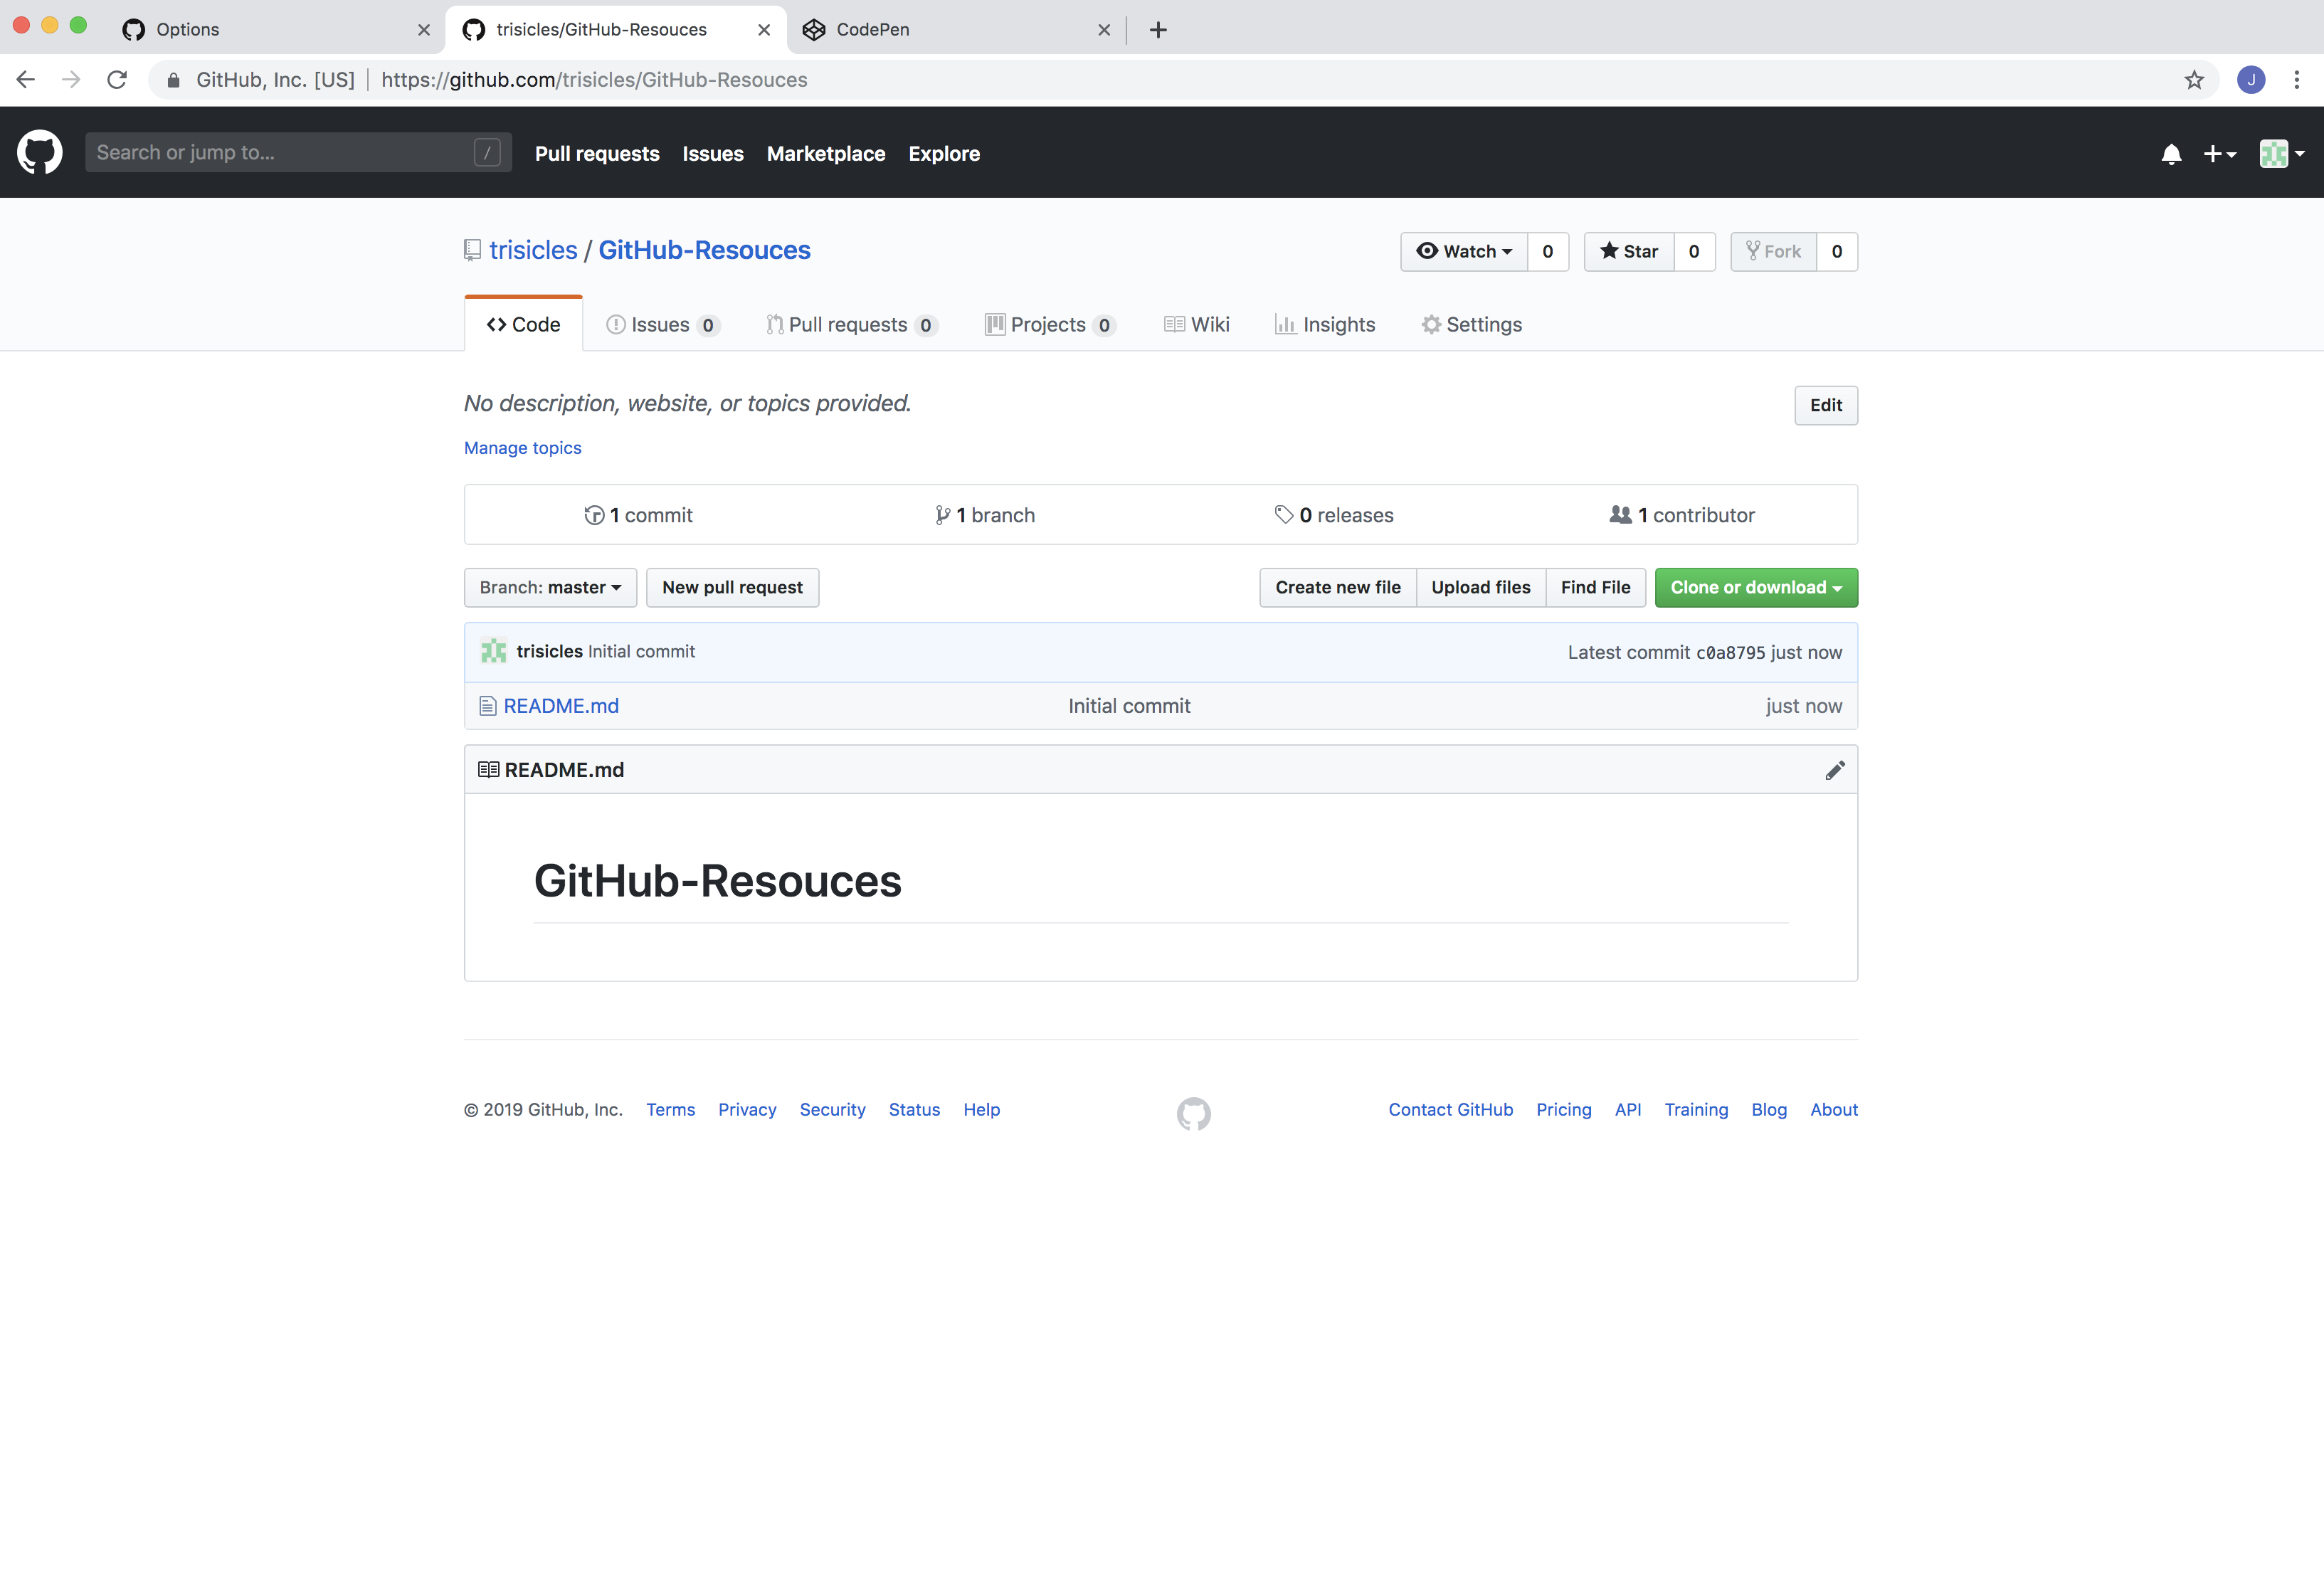 Options
trisicles/GitHub-Resouces
CodePen
GitHub, Inc. [US] https://github.com/trisicles/GitHub-Resouces
J
Search or jump to... /
Pull requests Issues Marketplace Explore
trisicles / GitHub-Resouces
Watch 0 Star 0 Fork 0
Code Issues 0 Pull requests 0 Projects 0 Wiki Insights Settings
No description, website, or topics provided.
Edit
Manage topics
1 commit 1 branch 0 releases 1 contributor
Branch: master New pull request Create new file Upload files Find File Clone or download
trisicles Initial commit Latest commit c0a8795 just now
README.md Initial commit just now
README.md
GitHub-Resouces
© 2019 GitHub, Inc. Terms Privacy Security Status Help Contact GitHub Pricing API Training Blog About